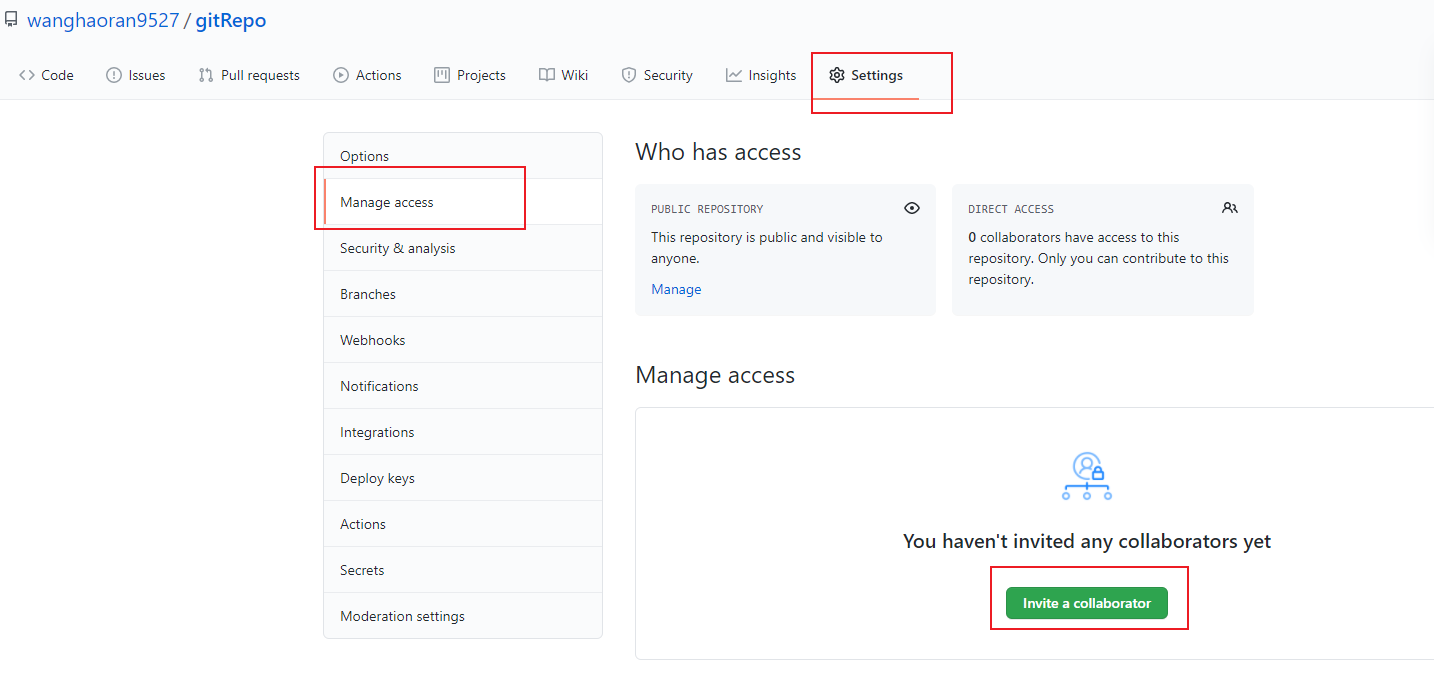 wanghaoran9527 / gitRepo
Code Issues Pull requests Actions Projects Wiki Security Insights Settings
Options
Manage access
Security & analysis
Branches
Webhooks
Notifications
Integrations
Deploy keys
Actions
Secrets
Moderation settings
Who has access
PUBLIC REPOSITORY
This repository is public and visible to
anyone.
Manage
DIRECT ACCESS
0 collaborators have access to this
repository. Only you can contribute to this
repository.
Manage access
You haven't invited any collaborators yet
Invite a collaborator